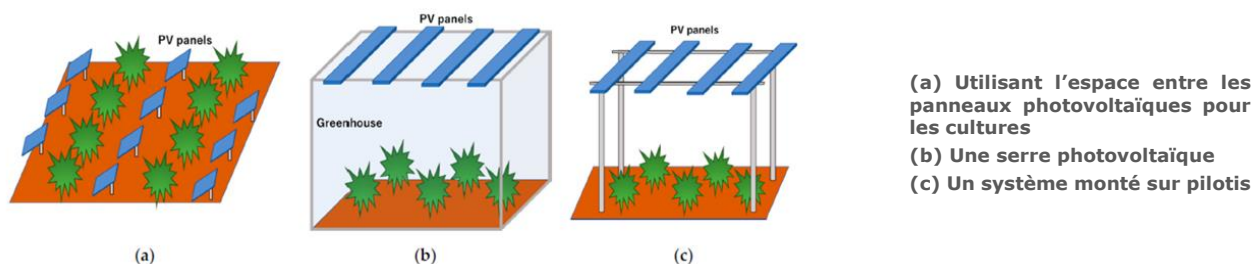 PV panels
(a)
PV panels
Greenhouse
(b)
PV panels
(c)
(a) Utilisant l’espace entre les
panneaux photovoltaïques pour
les cultures
(b) Une serre photovoltaïque
(c) Un système monté sur pilotis